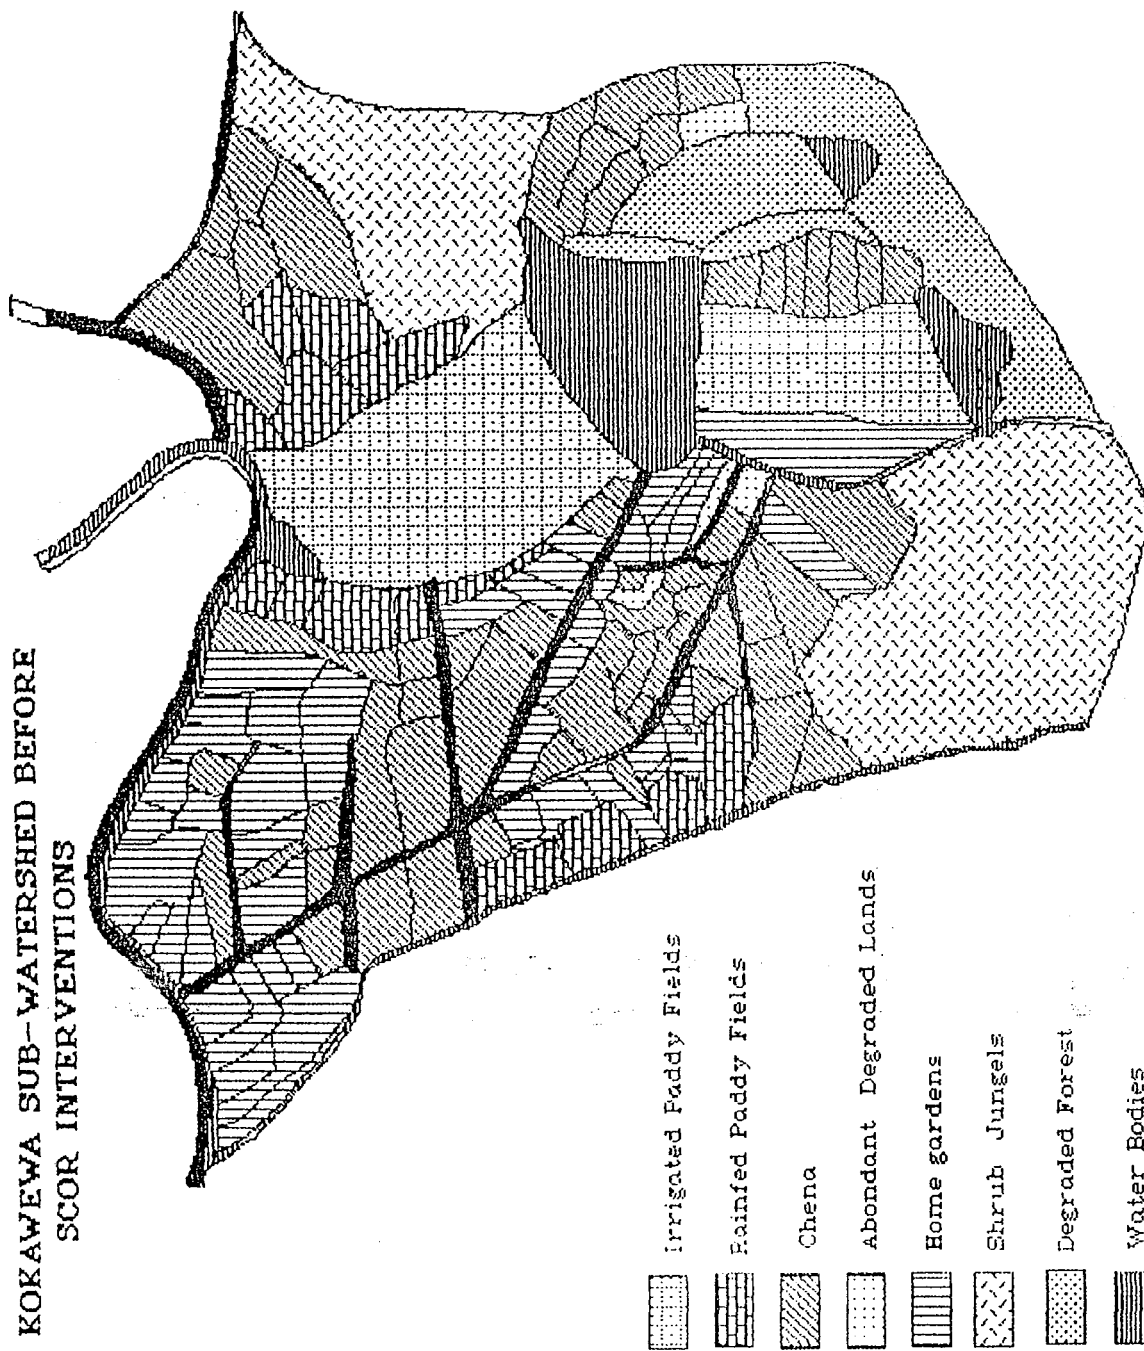 KOKAWEWA SUB-WATERSHED BEFORE
SCOR INTERVENTIONS
Irrigated Paddy Fields
Rainfed Paddy Fields
Chena
Abondant Degraded Lands
Home gardens
Shrub Jungels
Degraded Forest
Water Bodies